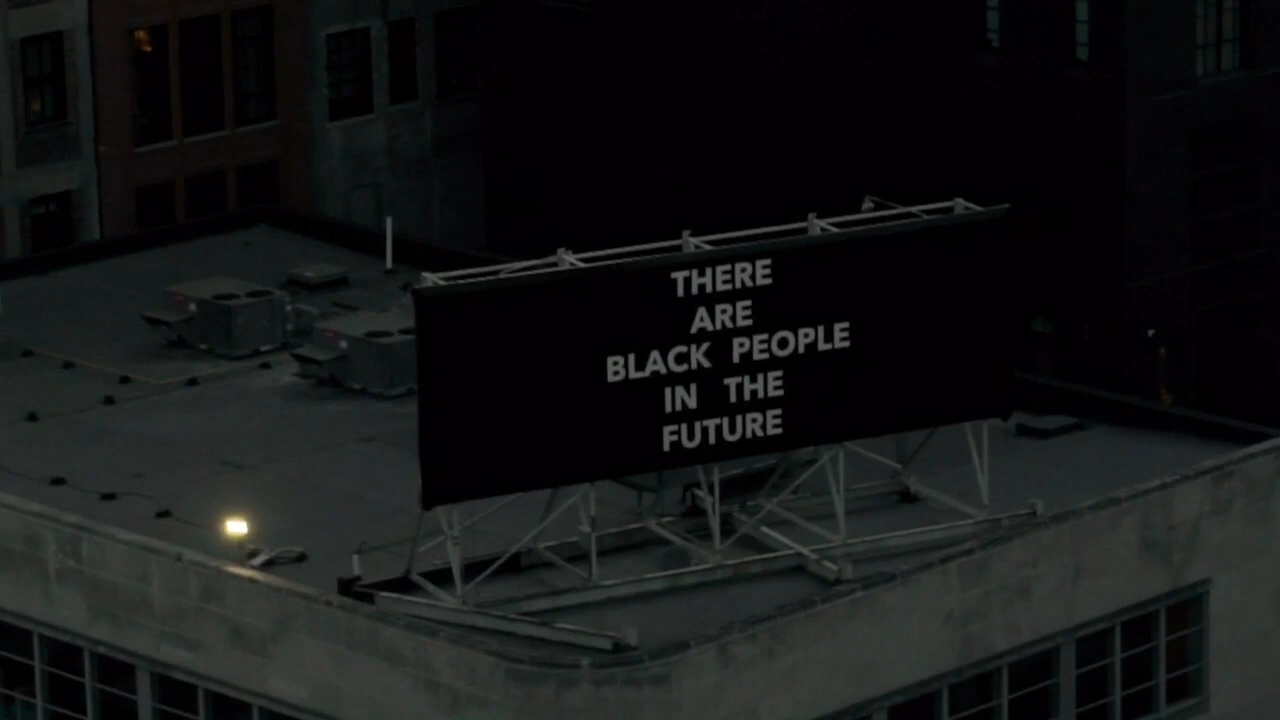 THERE
ARE
BLACK PEOPLE
IN THE
FUTURE